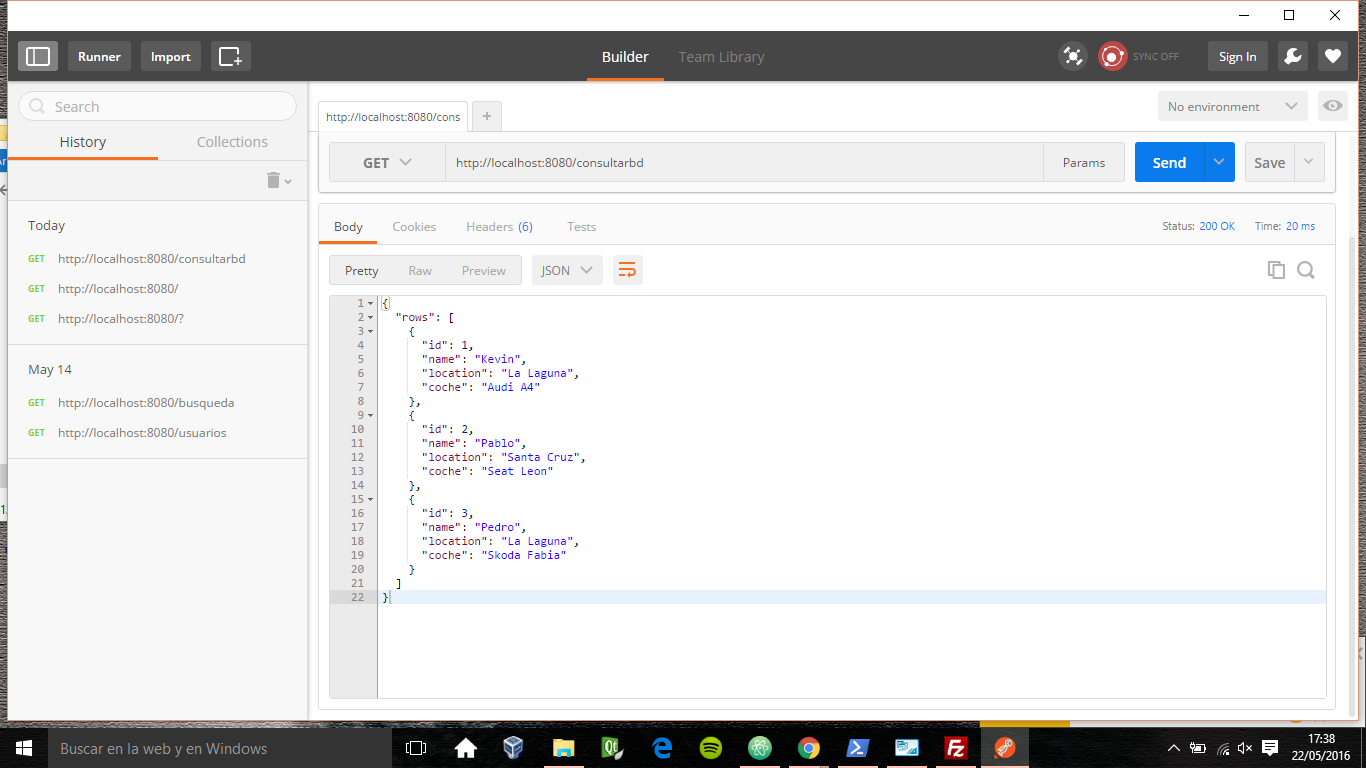 Runner
Import
Builder
Team Library
SYNC OFF
Sign In
Search
History
Collections
Today
GET http://localhost:8080/consultarbd
GET http://localhost:8080/
GET http://localhost:8080/?
May 14
GET http://localhost:8080/busqueda
GET http://localhost:8080/usuarios
http://localhost:8080/cons
+
No environment
GET
http://localhost:8080/consultarbd
Params
Send
Save
Body
Cookies
Headers (6)
Tests
Status: 200 OK
Time: 20 ms
Pretty
Raw
Preview
JSON
1 {
2 "rows": [
3 {
4 "id": 1,
5 "name": "Kevin",
6 "location": "La Laguna",
7 "coche": "Audi A4"
8 },
9 {
10 "id": 2,
11 "name": "Pablo",
12 "location": "Santa Cruz",
13 "coche": "Seat Leon"
14 },
15 {
16 "id": 3,
17 "name": "Pedro",
18 "location": "La Laguna",
19 "coche": "Skoda Fabia"
20 }
21 ]
22 }
Buscar en la web y en Windows
Qt
Fz
17:38
22/05/2016